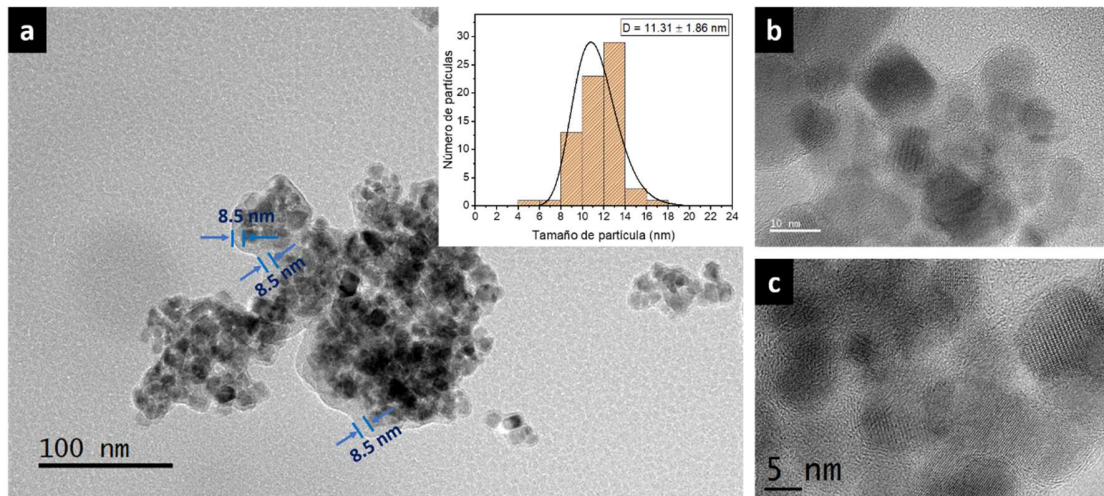 a
D = 11.31 ± 1.86 nm
Número de partículas
30
25
20
15
10
5
0
0 2 4 6 8 10 12 14 16 18 20 22 24
Tamaño de partícula (nm)
8.5 nm
8.5 nm
8.5 nm
100 nm
b
10 nm
c
5 nm